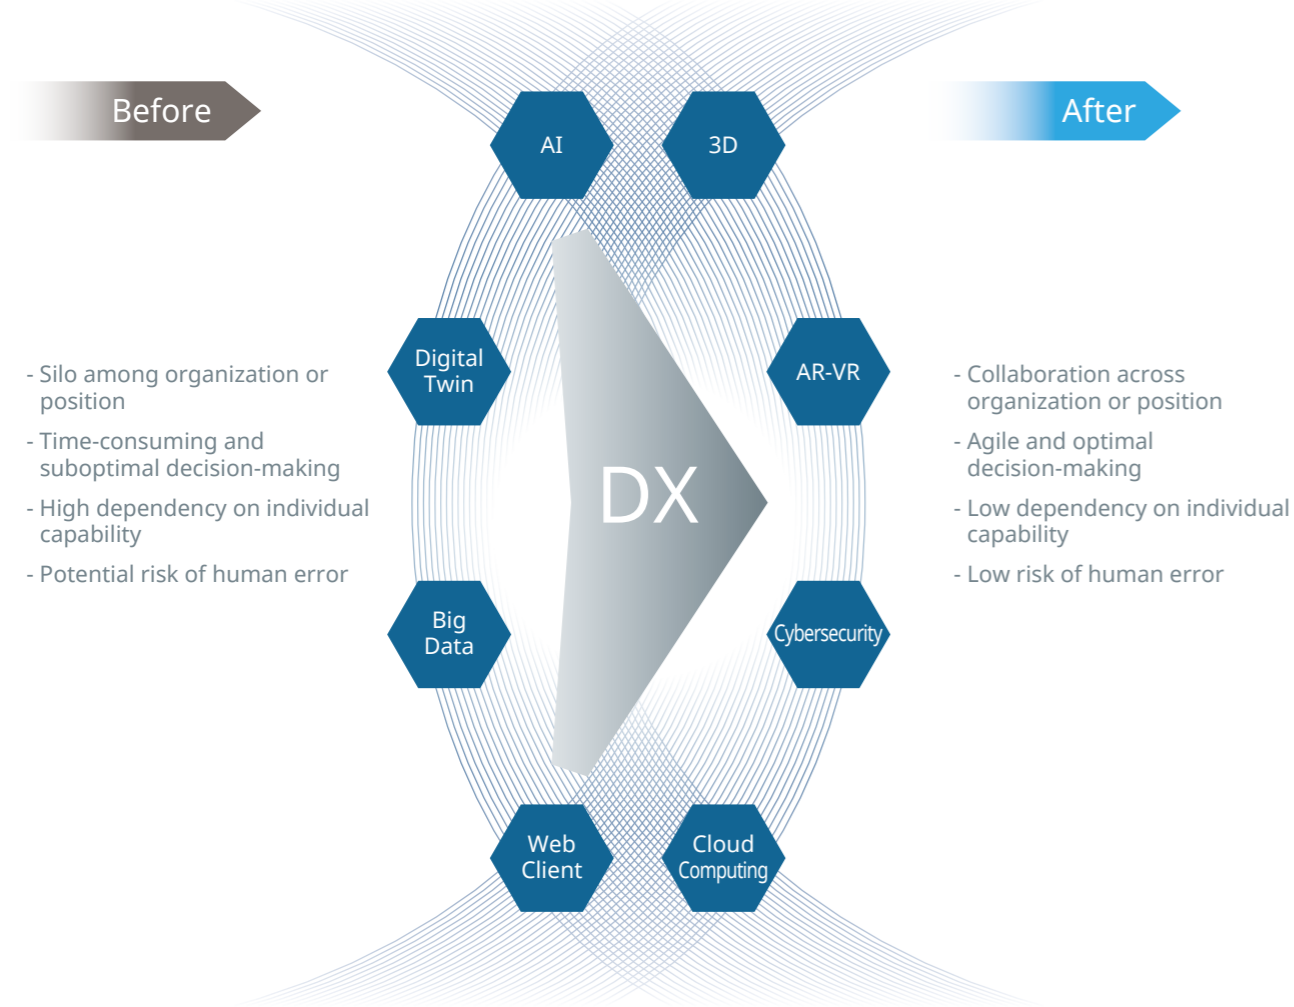 Before
After
AI
3D
Digital
Twin
AR-VR
- Silo among organization or
position
- Time-consuming and
suboptimal decision-making
- High dependency on individual
capability
- Potential risk of human error
DX
- Collaboration across
organization or position
- Agile and optimal
decision-making
- Low dependency on individual
capability
- Low risk of human error
Big
Data
Cybersecurity
Web
Client
Cloud
Computing